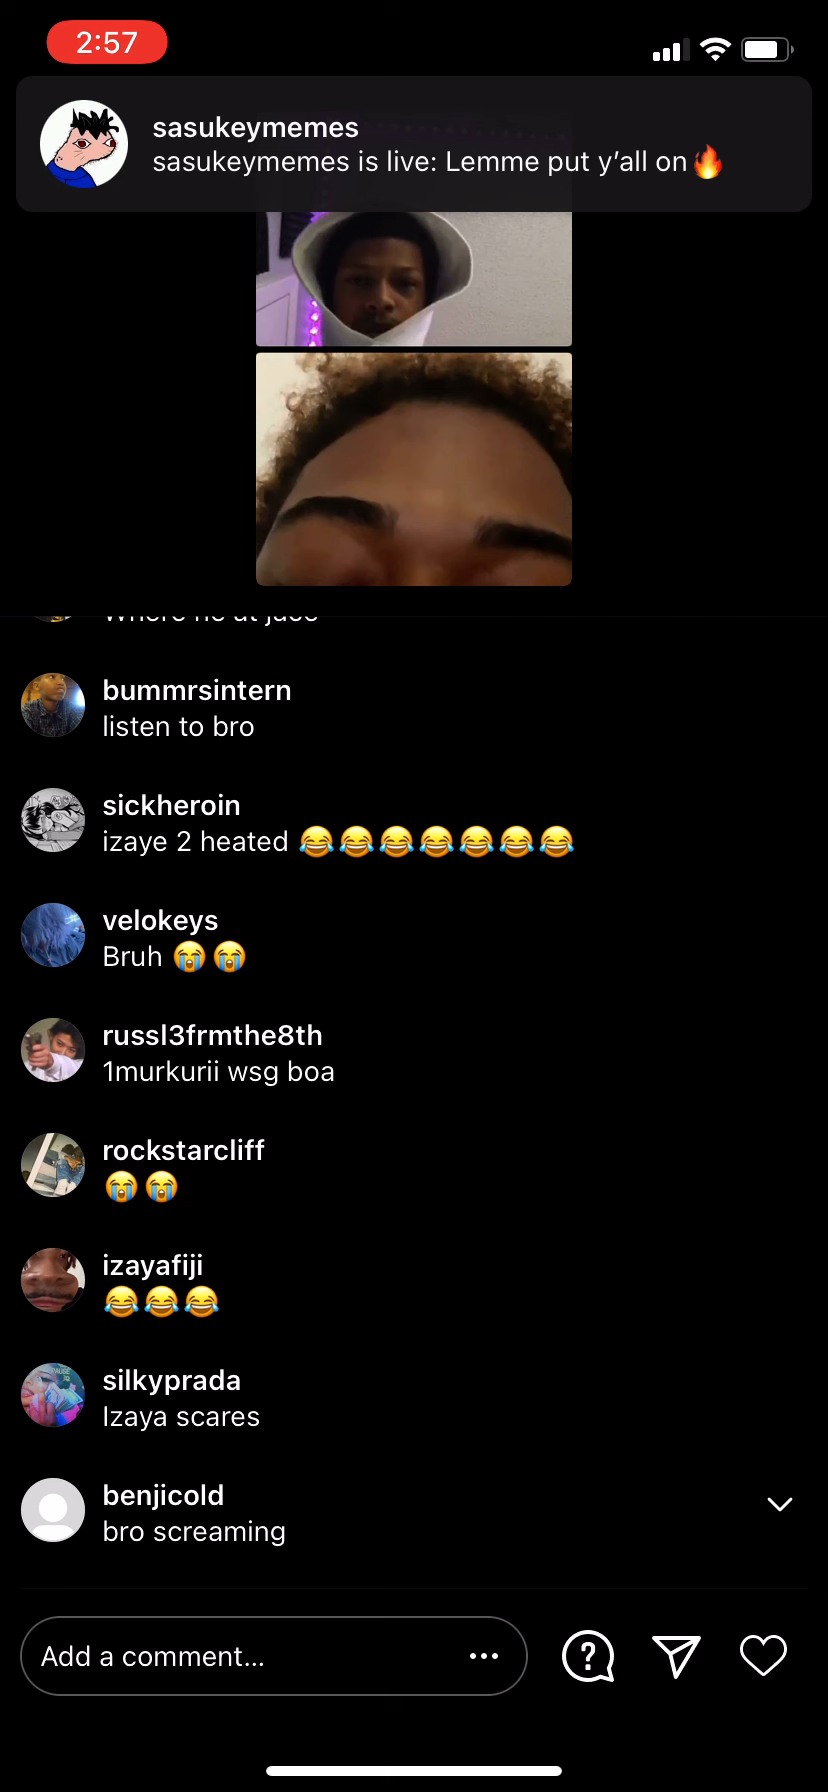 2:57
sasukeymemes
sasukeymemes is live: Lemme put y’all on🔥
bummrsintern
listen to bro
sickheroin
izaye 2 heated 😂😂😂😂😂😂😂
velokeys
Bruh 😭😭
russl3frmthe8th
1murkurii wsg boa
rockstarcliff
😭😭
izayafiji
😂😂😂
silkyprada
Izaya scares
benjicold
bro screaming
Add a comment...